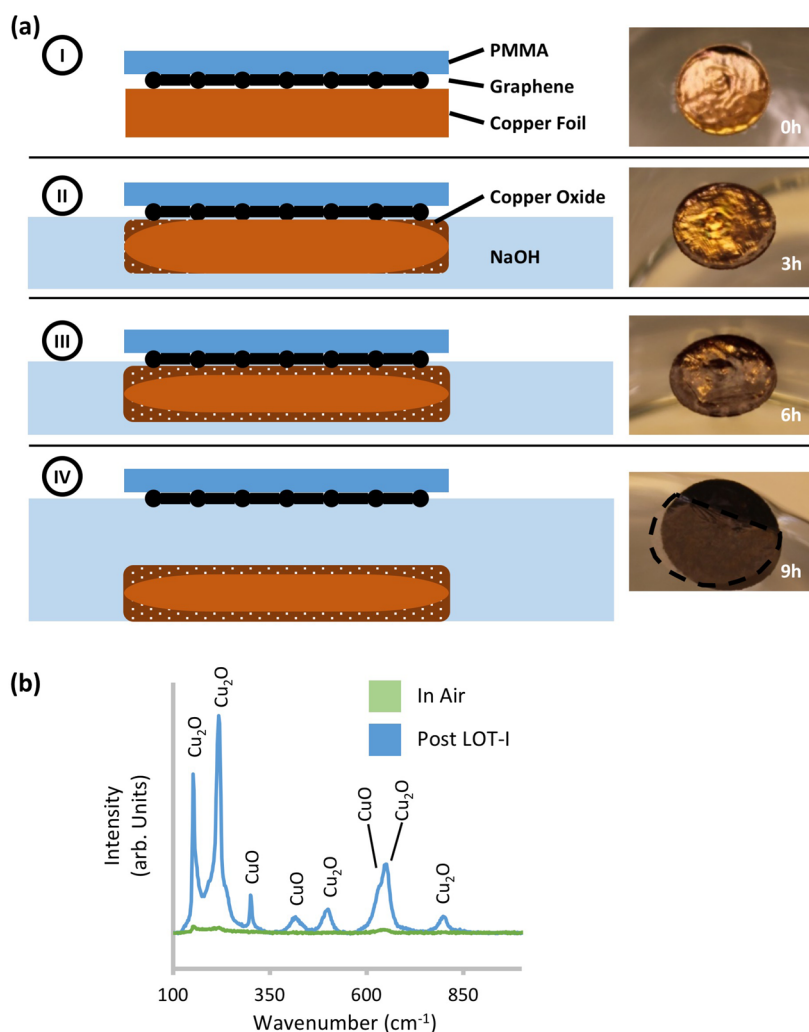 (a)
I
PMMA
Graphene
Copper Foil
0h
II
Copper Oxide
NaOH
3h
III
6h
IV
9h
(b)
In Air
Post LOT-I
Intensity
(arb. Units)
Cu₂O
Cu₂O
CuO
CuO
Cu₂O
CuO
Cu₂O
Cu₂O
100
350
600
850
Wavenumber (cm⁻¹)